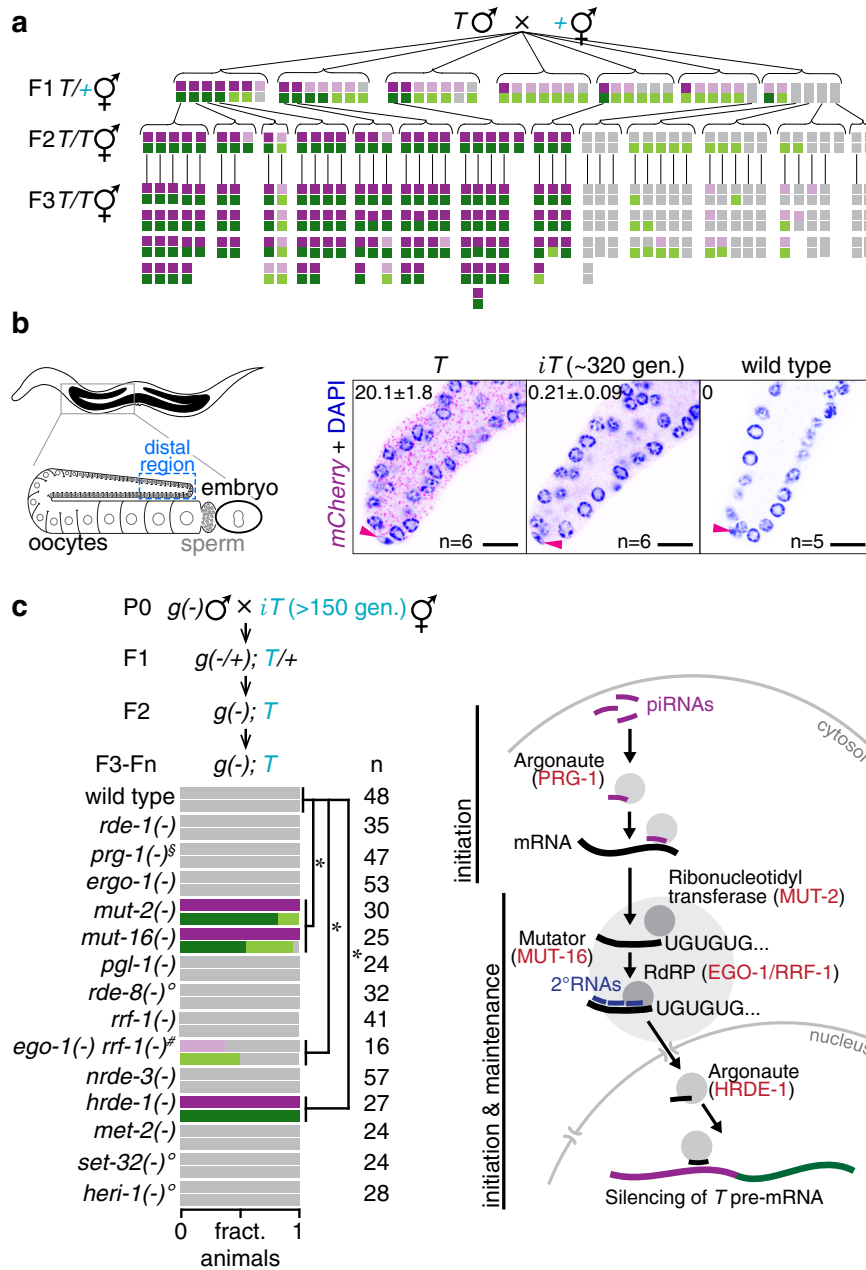 a
T ♂ × + ⚥
F1 T/+ ⚥
F2 T/T ⚥
F3 T/T ⚥
b
distal
region
embryo
oocytes
sperm
mCherry + DAPI
T
iT (~320 gen.)
wild type
20.1±1.8
0.21±.0.09
0
n=6
n=6
n=5
c
P0 g(-)♂ × iT (>150 gen.) ⚥
F1 g(-/+); T/+
F2 g(-); T
F3-Fn g(-); T n
wild type 48
rde-1(-) 35
prg-1(-)§ 47
ergo-1(-) 53
mut-2(-) 30
mut-16(-) 25
pgl-1(-) 24
rde-8(-)° 32
rrf-1(-) 41
ego-1(-) rrf-1(-)# 16
nrde-3(-) 57
hrde-1(-) 27
met-2(-) 24
set-32(-)° 24
heri-1(-)° 28
*
*
*
0 fract. 1
animals
initiation
initiation & maintenance
piRNAs
cytosol
Argonaute
(PRG-1)
mRNA
Ribonucleotidyl
transferase (MUT-2)
Mutator
(MUT-16)
UGUGUG...
RdRP (EGO-1/RRF-1)
2°RNAs
UGUGUG...
nucleus
Argonaute
(HRDE-1)
Silencing of T pre-mRNA